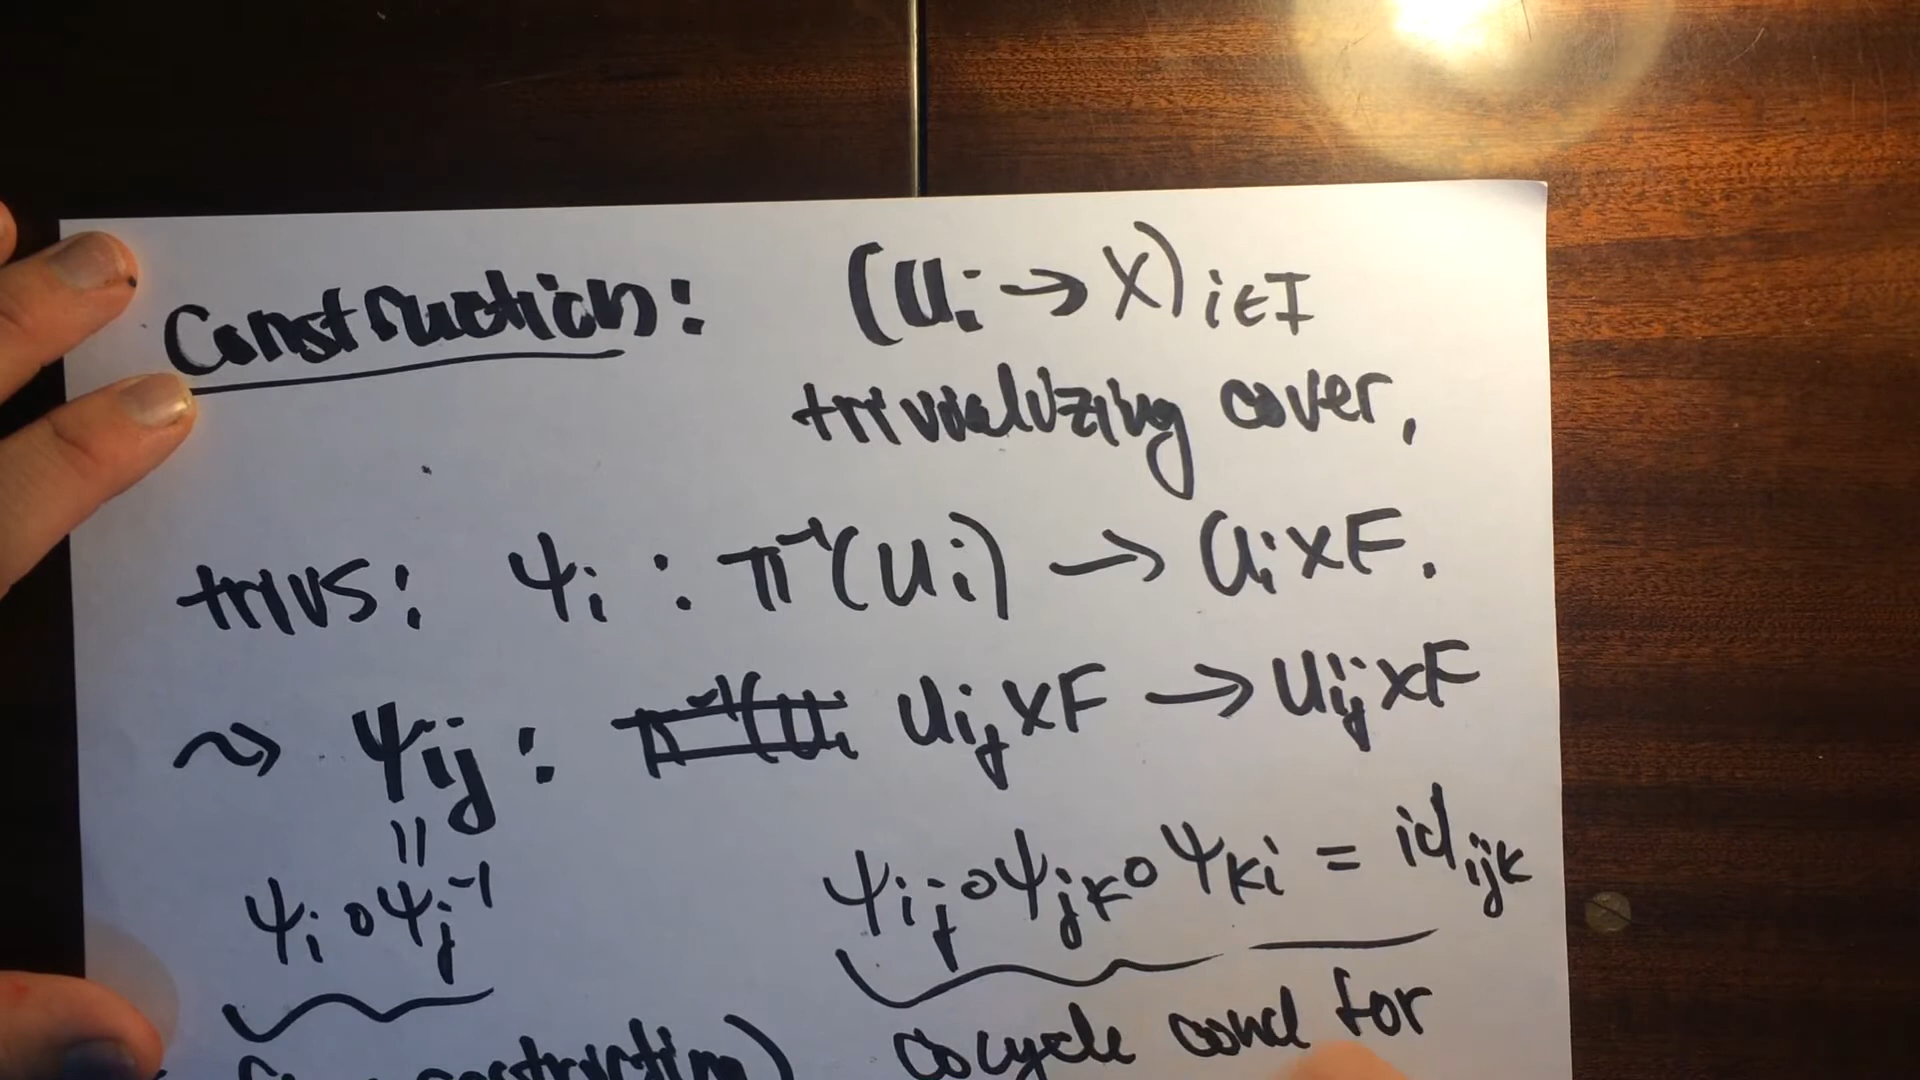 Construction: (Ui → X) i∈I
trivializing cover,
trivs: ψi : π⁻¹(Ui) → Ui×F.
⇝ ψij : Uij×F → Uij×F
||
ψi∘ψj⁻¹ ψij∘ψjk∘ψki = idijk
construction) cocycle cond for